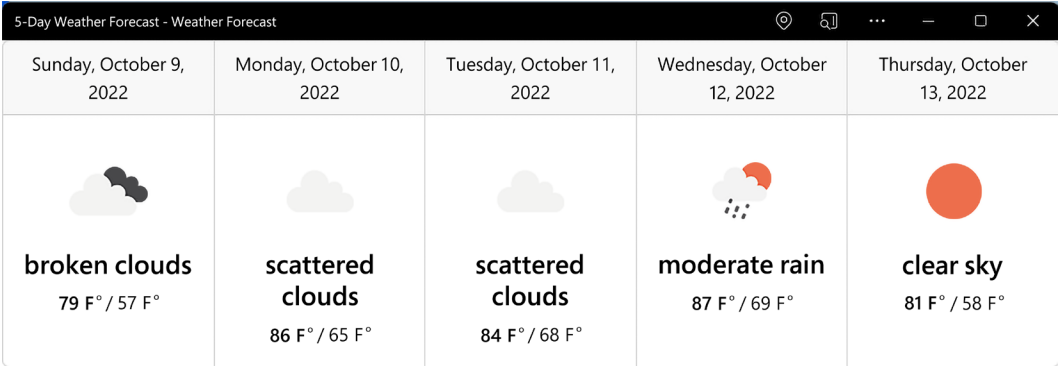 5-Day Weather Forecast - Weather Forecast
Sunday, October 9,
2022
Monday, October 10,
2022
Tuesday, October 11,
2022
Wednesday, October
12, 2022
Thursday, October
13, 2022
broken clouds
79 F° / 57 F°
scattered
clouds
86 F° / 65 F°
scattered
clouds
84 F° / 68 F°
moderate rain
87 F° / 69 F°
clear sky
81 F° / 58 F°